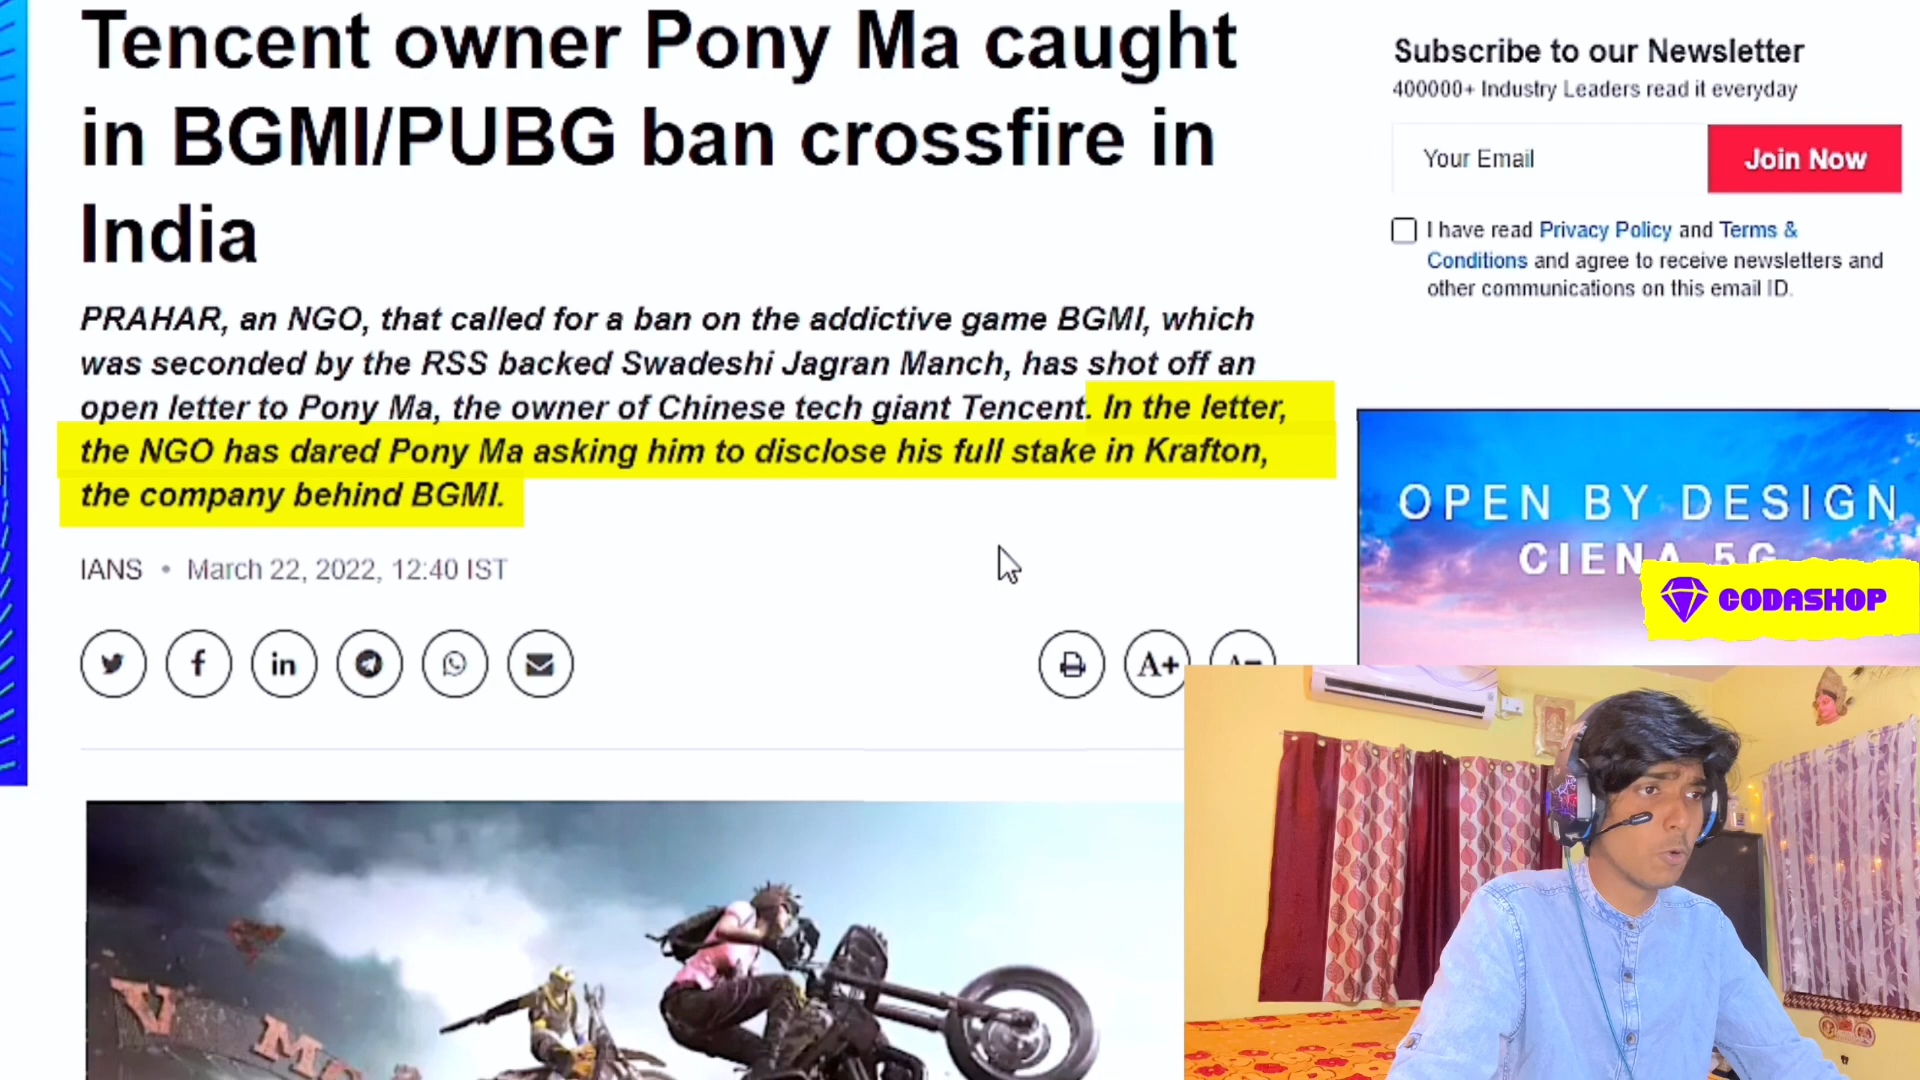 Tencent owner Pony Ma caught
in BGMI/PUBG ban crossfire in
India
PRAHAR, an NGO, that called for a ban on the addictive game BGMI, which
was seconded by the RSS backed Swadeshi Jagran Manch, has shot off an
open letter to Pony Ma, the owner of Chinese tech giant Tencent. In the letter,
the NGO has dared Pony Ma asking him to disclose his full stake in Krafton,
the company behind BGMI.
IANS • March 22, 2022, 12:40 IST
f
in
A+
Subscribe to our Newsletter
400000+ Industry Leaders read it everyday
Your Email
Join Now
I have read Privacy Policy and Terms &
Conditions and agree to receive newsletters and
other communications on this email ID.
OPEN BY DESIGN
CIENA 5G
CODASHOP